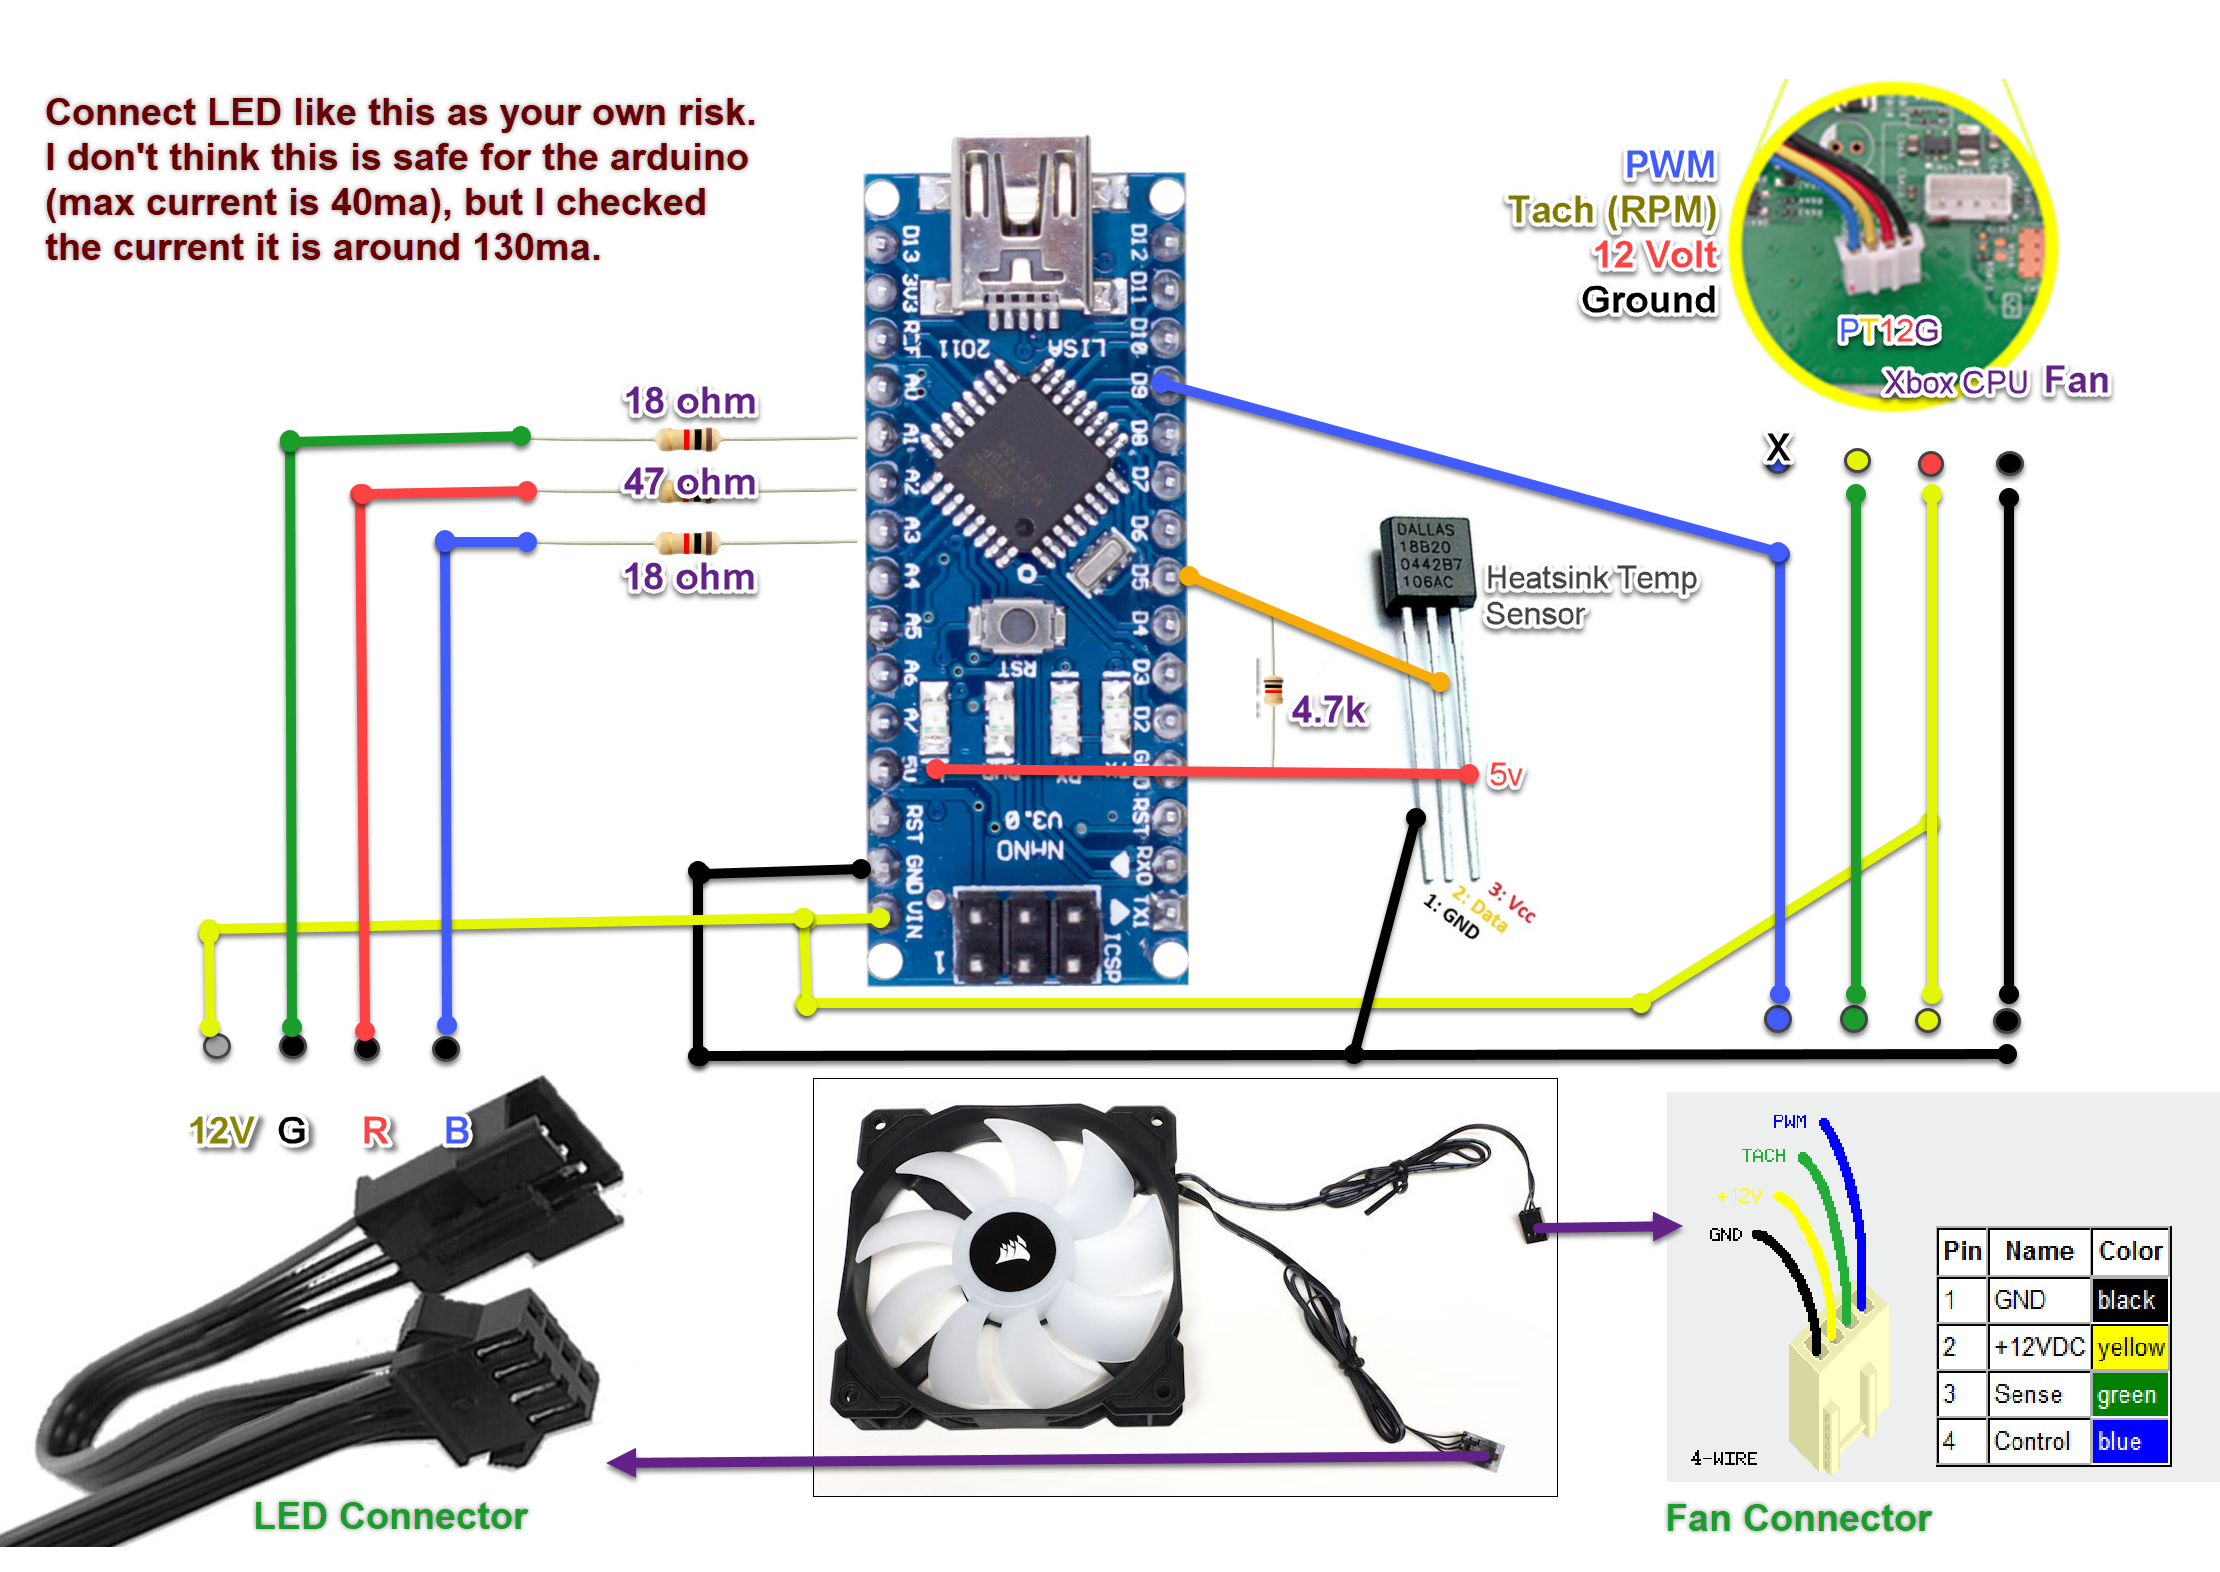 Connect LED like this as your own risk.
I don't think this is safe for the arduino
(max current is 40ma), but I checked
the current it is around 130ma.
PWM
Tach (RPM)
12 Volt
Ground
PT12G
Xbox CPU Fan
X
18 ohm
47 ohm
18 ohm
D13
3V3
REF
A0
A1
A2
A3
A4
A5
A6
A7
5V
RST
GND
VIN
D12
D11
D10
D9
D8
D7
D6
D5
D4
D3
D2
GND
RST
RX0
TX1
2011
LISA
RST
V3.0
NANO
1
ICSP
DALLAS
18B20
0442B7
106AC
Heatsink Temp
Sensor
4.7k
5v
1: GND
2: Data
3: Vcc
12V G R B
LED Connector
PWM
TACH
+12V
GND
4-WIRE
Pin Name Color
1 GND black
2 +12VDC yellow
3 Sense green
4 Control blue
Fan Connector